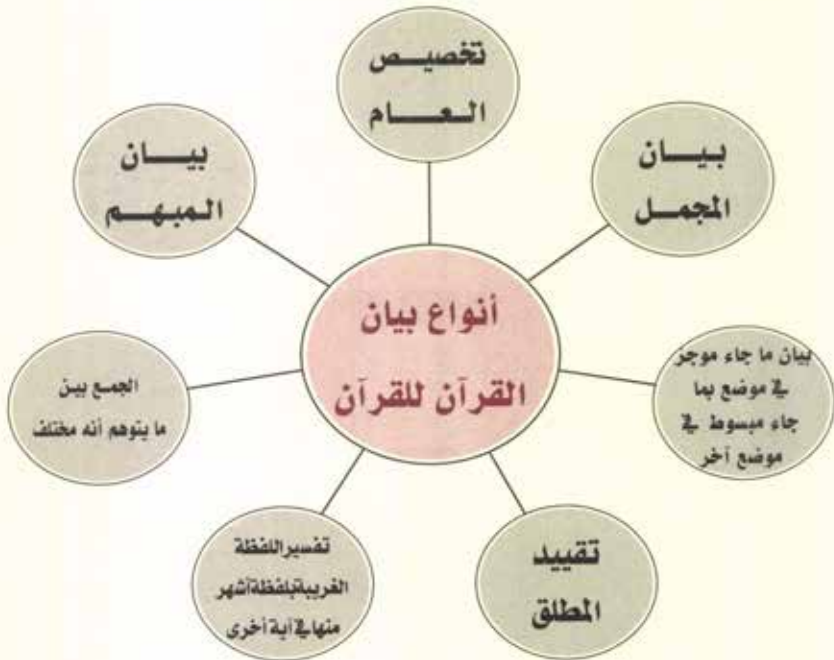 أنواع بيان
القرآن للقرآن
تخصيص
العام
بيان
المجمل
بيان ما جاء موجز
في موضع بما
جاء مبسوط في
موضع آخر
تقييد
المطلق
تفسير اللفظة
الغريبة بلفظة أشهر
منها في آية أخرى
الجمع بين
ما يتوهم أنه مختلف
بيان
المبهم